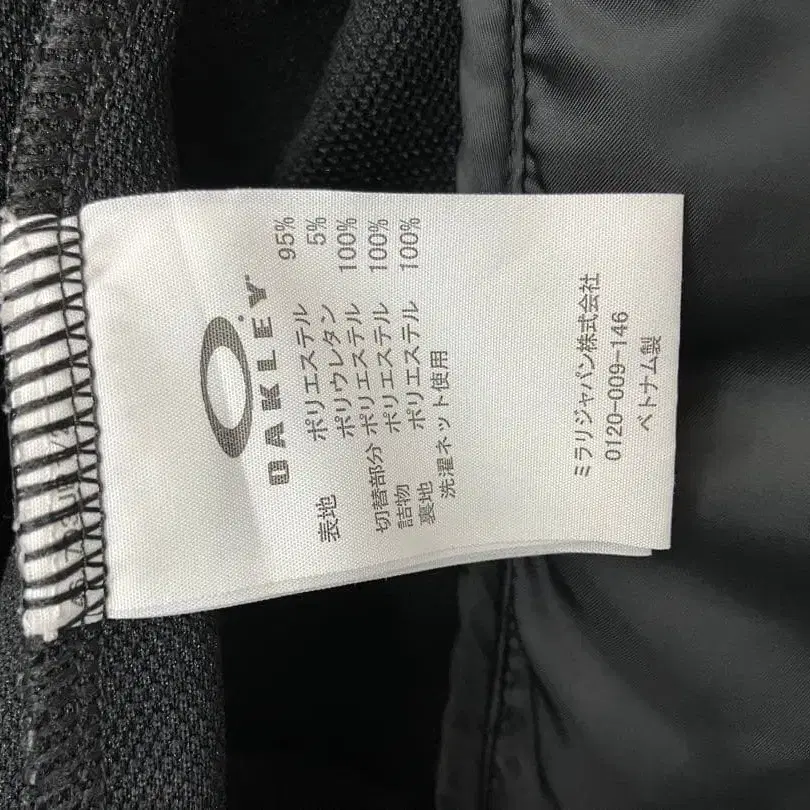 OAKLEY
表地 ポリエステル 95%
ポリウレタン 5%
切替部分 ポリエステル 100%
詰物 ポリエステル 100%
裏地 ポリエステル 100%
洗濯ネット使用
ミラリジャパン株式会社
0120-009-146
ベトナム製